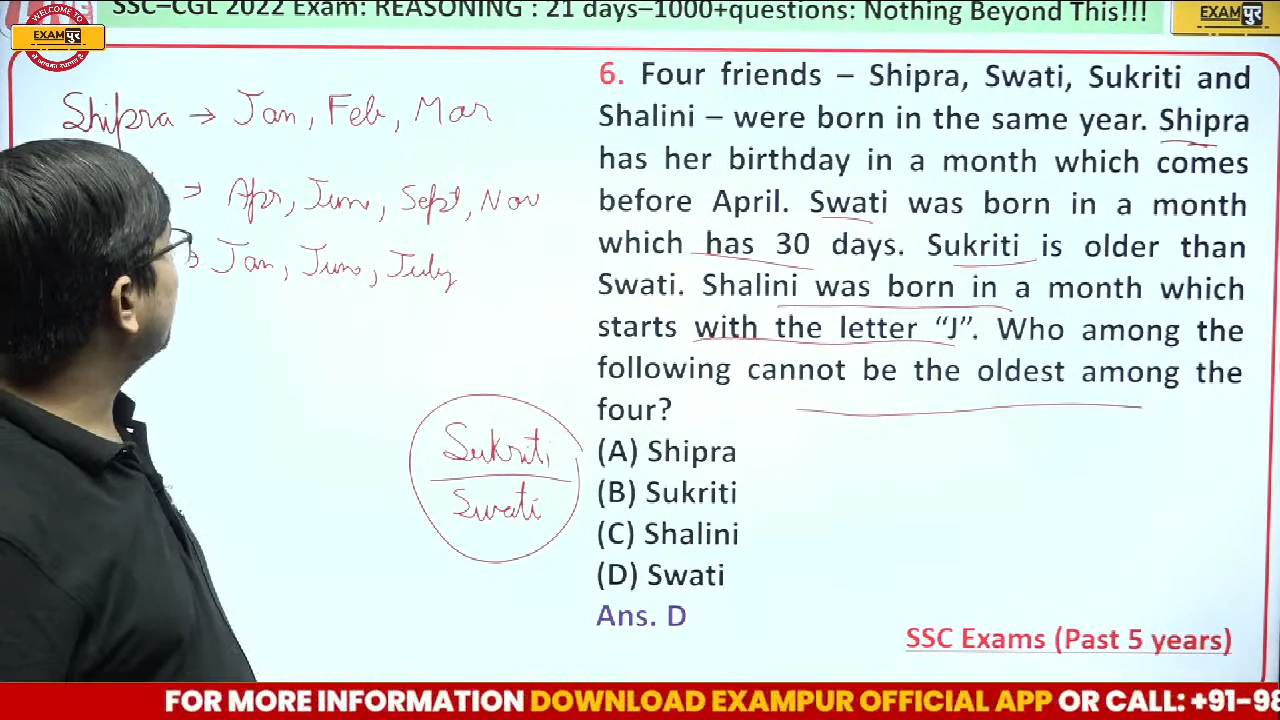 SSC–CGL 2022 Exam: REASONING : 21 days–1000+questions: Nothing Beyond This!!!
WELCOME TO
EXAMपुर
EXAMपुर
Shipra → Jan, Feb, Mar
→ Apr, June, Sept, Nov
Jan, June, July
Sukriti
Swati
6. Four friends – Shipra, Swati, Sukriti and
Shalini – were born in the same year. Shipra
has her birthday in a month which comes
before April. Swati was born in a month
which has 30 days. Sukriti is older than
Swati. Shalini was born in a month which
starts with the letter “J”. Who among the
following cannot be the oldest among the
four?
(A) Shipra
(B) Sukriti
(C) Shalini
(D) Swati
Ans. D
SSC Exams (Past 5 years)
FOR MORE INFORMATION DOWNLOAD EXAMPUR OFFICIAL APP OR CALL: +91-98